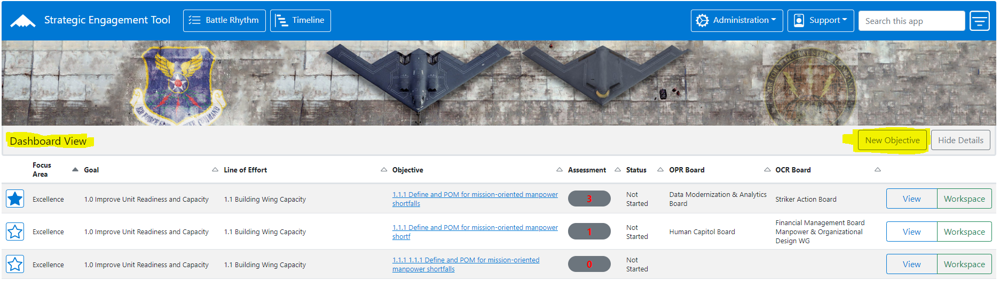 Strategic Engagement Tool
Battle Rhythm
Timeline
Administration
Support
Search this app
Dashboard View
New Objective
Hide Details
Focus
Area
Goal
Line of Effort
Objective
Assessment
Status
OPR Board
OCR Board
Excellence
1.0 Improve Unit Readiness and Capacity
1.1 Building Wing Capacity
1.1.1 Define and POM for mission-oriented manpower
shortfalls
3
Not
Started
Data Modernization & Analytics
Board
Striker Action Board
View
Workspace
Excellence
1.0 Improve Unit Readiness and Capacity
1.1 Building Wing Capacity
1.1.1 Define and POM for mission-oriented manpower
shortf
1
Not
Started
Human Capitol Board
Financial Management Board
Manpower & Organizational
Design WG
View
Workspace
Excellence
1.0 Improve Unit Readiness and Capacity
1.1 Building Wing Capacity
1.1.1 1.1.1 Define and POM for mission-oriented
manpower shortfalls
0
Not
Started
View
Workspace